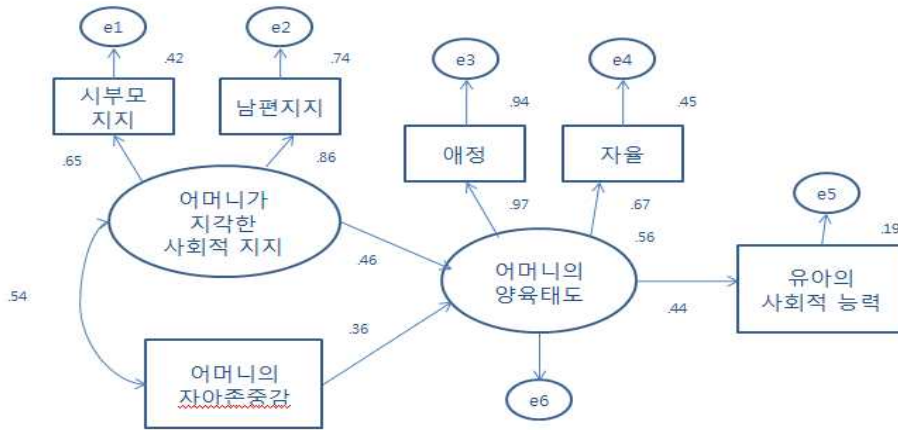 e1
e2
.42
.74
e3
e4
시부모
지지
남편지지
.94
.45
.65
.86
애정
자율
e5
어머니가
지각한
사회적 지지
.97
.67
.56
.19
.46
어머니의
양육태도
유아의
사회적 능력
.54
.44
.36
어머니의
자아존중감
e6